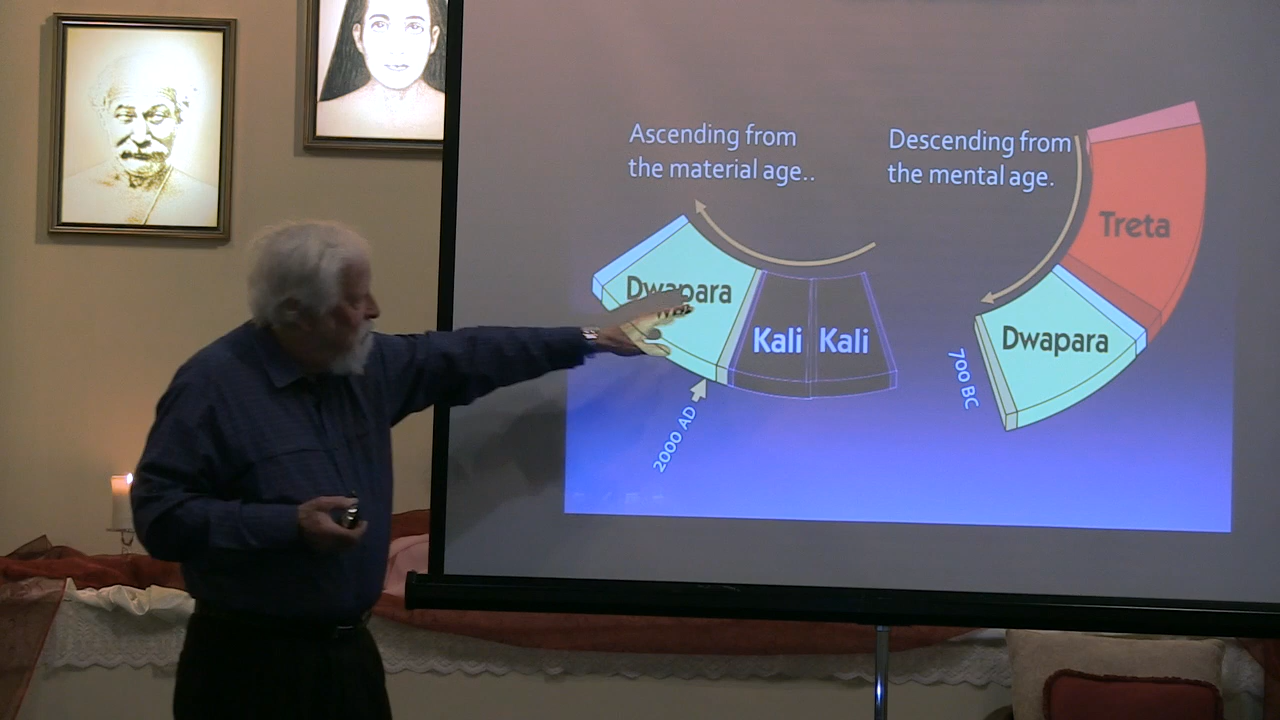 Ascending from
the material age..
Descending from
the mental age.
Dwapara
Kali
Kali
2000 AD
Treta
Dwapara
700 BC